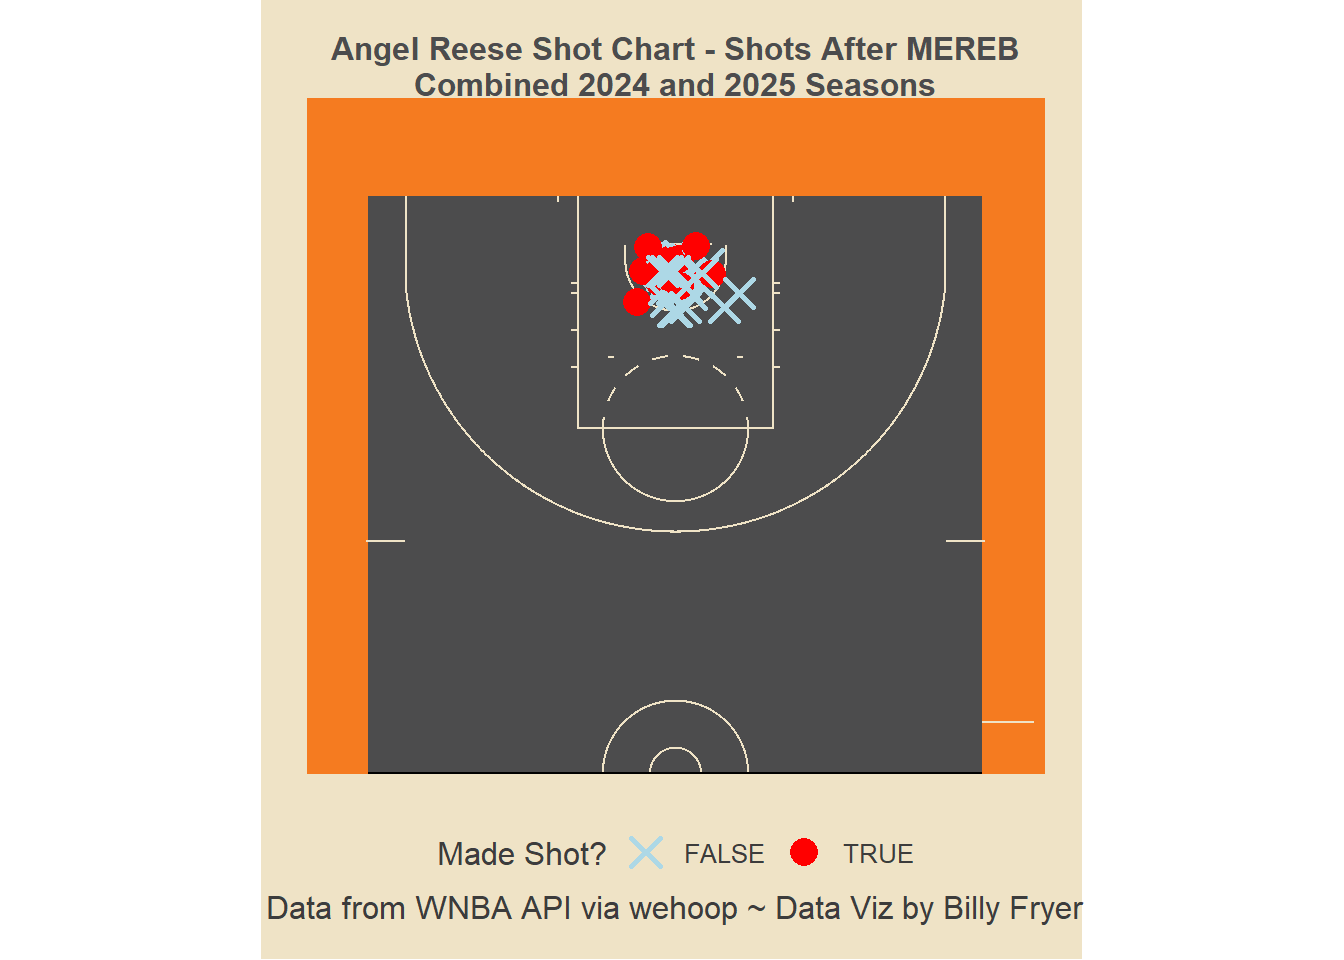 Angel Reese Shot Chart - Shots After MEREB
Combined 2024 and 2025 Seasons
Made Shot? FALSE TRUE
Data from WNBA API via wehoop ~ Data Viz by Billy Fryer